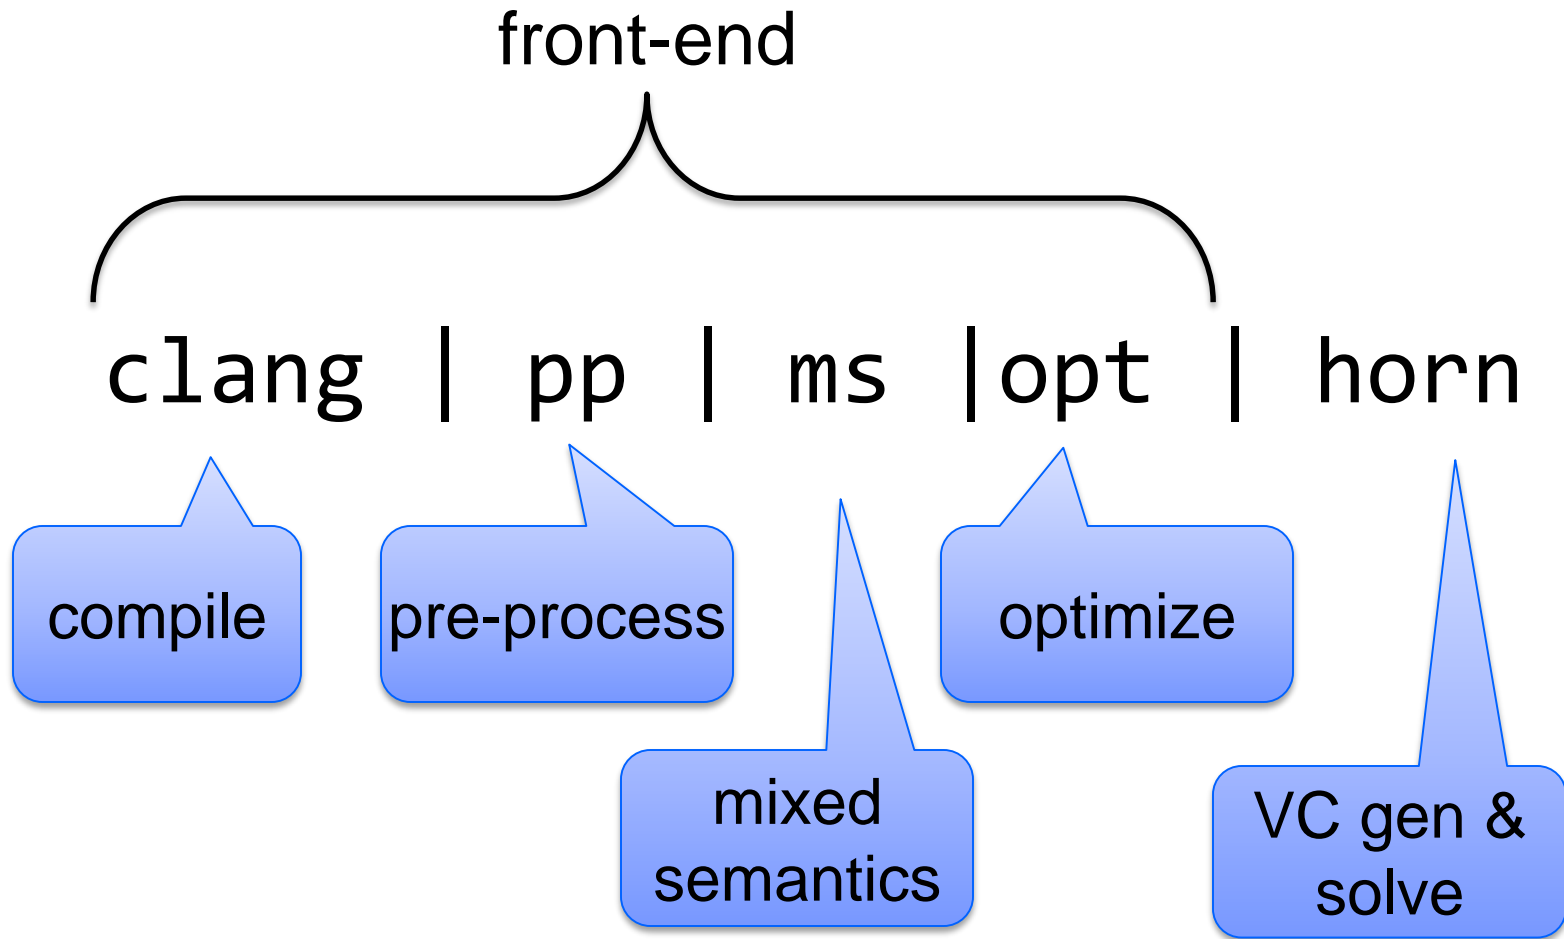 front-end
clang | pp | ms |opt | horn
compile
pre-process
optimize
mixed
semantics
VC gen &
solve